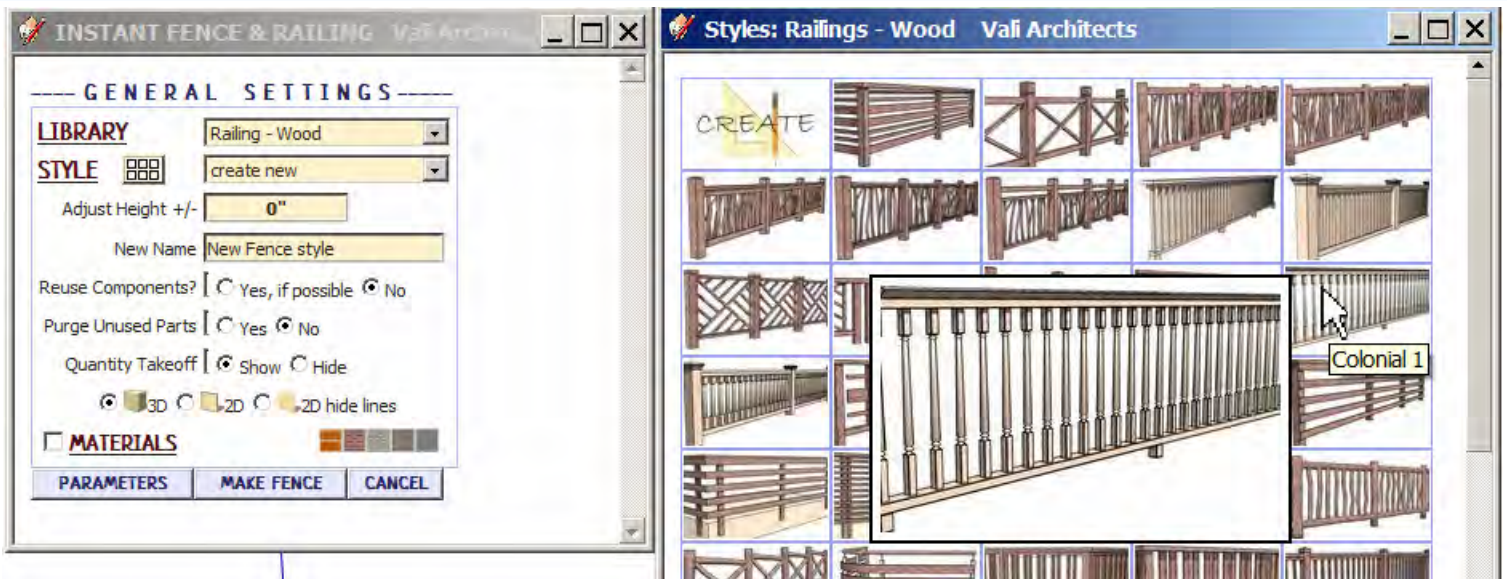 INSTANT FENCE & RAILING Vali Archite...
---- GENERAL SETTINGS-----
LIBRARY Railing - Wood
STYLE create new
Adjust Height +/- 0"
New Name New Fence style
Reuse Components? Yes, if possible No
Purge Unused Parts Yes No
Quantity Takeoff Show Hide
3D 2D 2D hide lines
MATERIALS
PARAMETERS MAKE FENCE CANCEL
Styles: Railings - Wood Vali Architects
CREATE
Colonial 1